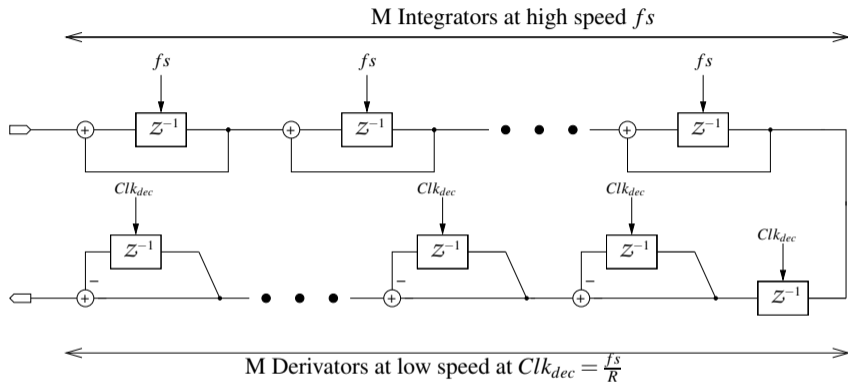 M Integrators at high speed fs
fs fs fs
+ z⁻¹ + z⁻¹ + z⁻¹
Clk_dec Clk_dec Clk_dec
z⁻¹ z⁻¹ z⁻¹ Clk_dec
− − −
+ + + z⁻¹
M Derivators at low speed at Clk_dec = fs/R